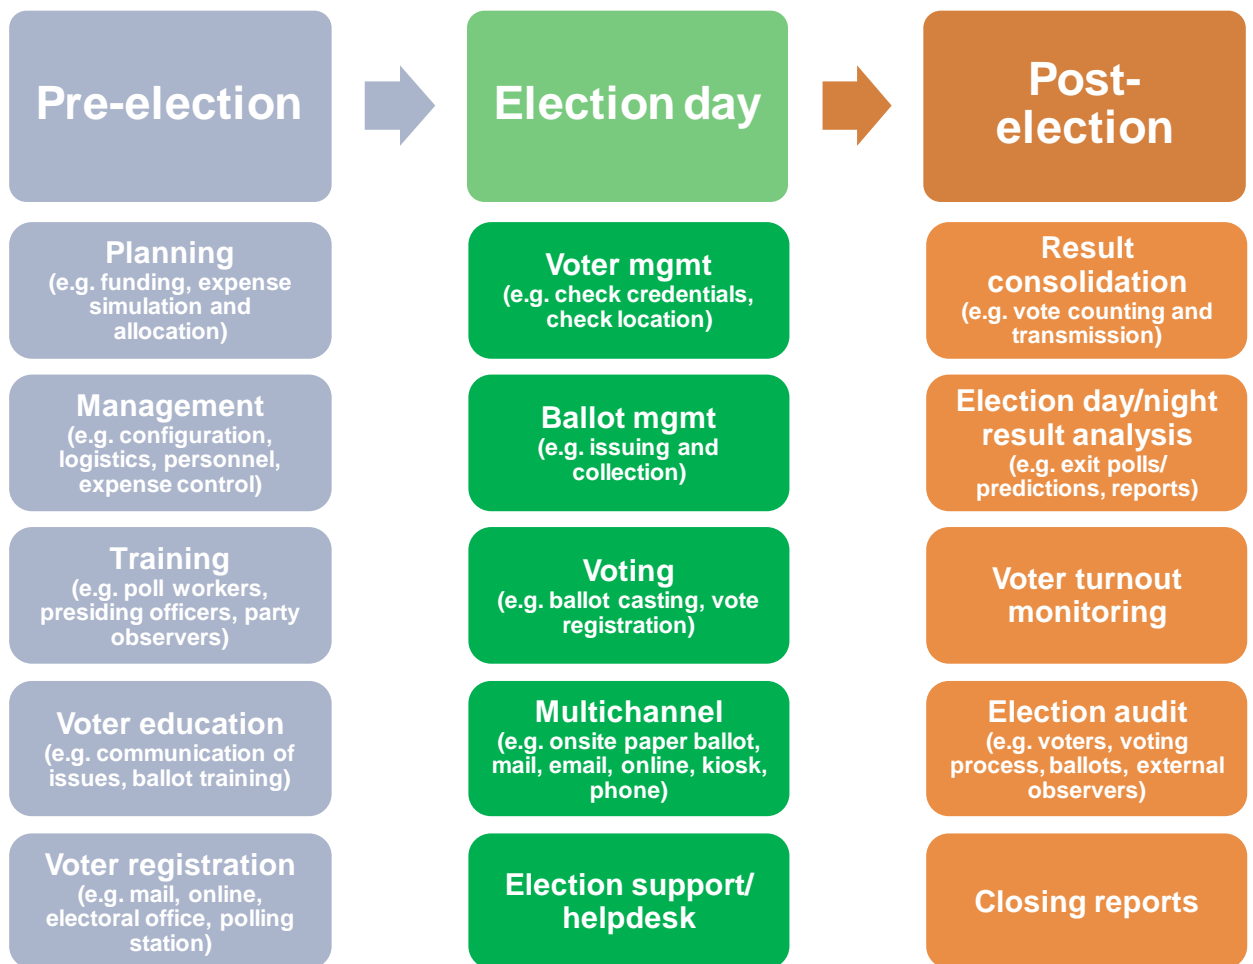 Pre-election
Election day
Post-
election
Planning
(e.g. funding, expense
simulation and
allocation)
Management
(e.g. configuration,
logistics, personnel,
expense control)
Training
(e.g. poll workers,
presiding officers, party
observers)
Voter education
(e.g. communication of
issues, ballot training)
Voter registration
(e.g. mail, online,
electoral office, polling
station)
Voter mgmt
(e.g. check credentials,
check location)
Ballot mgmt
(e.g. issuing and
collection)
Voting
(e.g. ballot casting, vote
registration)
Multichannel
(e.g. onsite paper ballot,
mail, email, online, kiosk,
phone)
Election support/
helpdesk
Result
consolidation
(e.g. vote counting and
transmission)
Election day/night
result analysis
(e.g. exit polls/
predictions, reports)
Voter turnout
monitoring
Election audit
(e.g. voters, voting
process, ballots, external
observers)
Closing reports